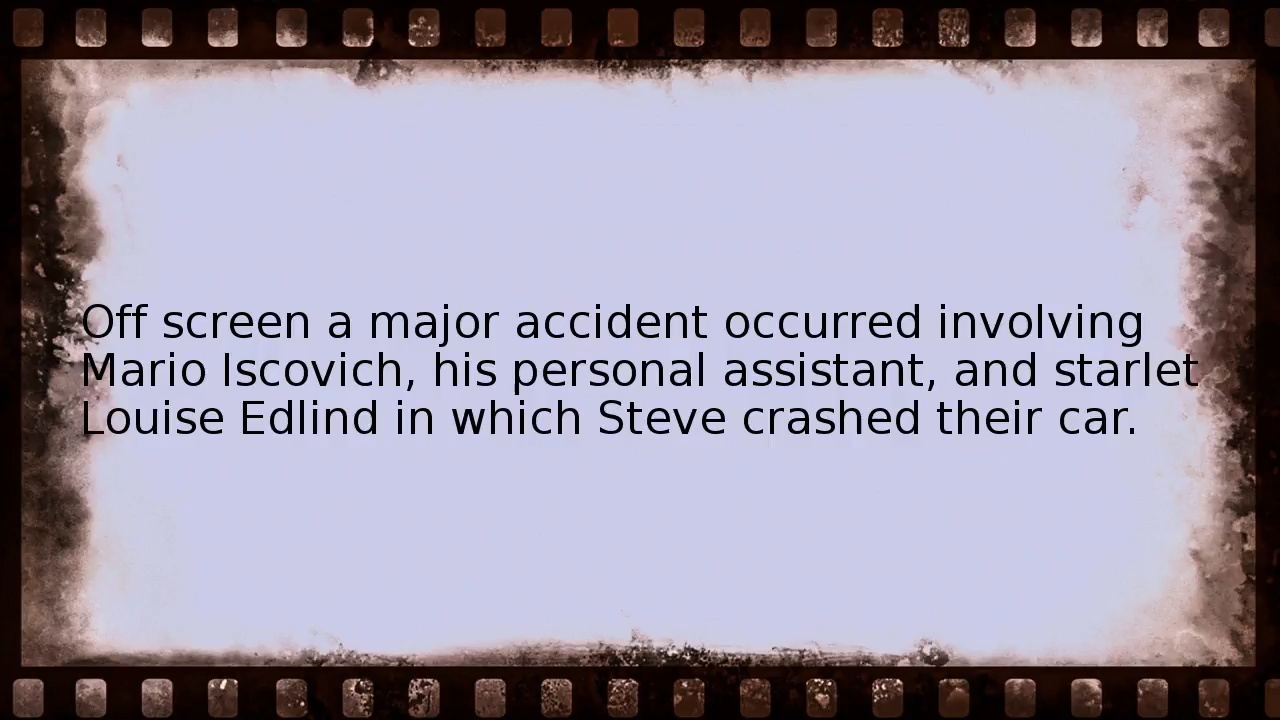 Off screen a major accident occurred involving
Mario Iscovich, his personal assistant, and starlet
Louise Edlind in which Steve crashed their car.